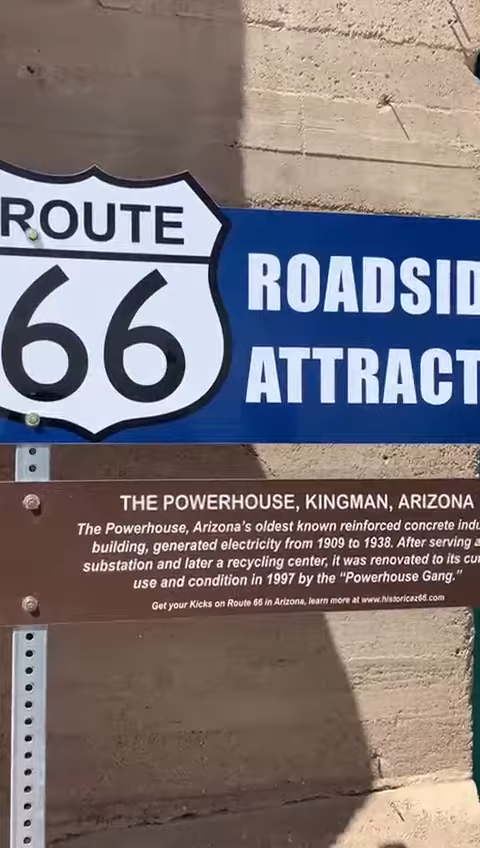 ROUTE
66
ROADSID
ATTRACT
THE POWERHOUSE, KINGMAN, ARIZONA
The Powerhouse, Arizona's oldest known reinforced concrete indu
building, generated electricity from 1909 to 1938. After serving a
substation and later a recycling center, it was renovated to its cu
use and condition in 1997 by the “Powerhouse Gang.”
Get your Kicks on Route 66 in Arizona, learn more at www.historicaz66.com